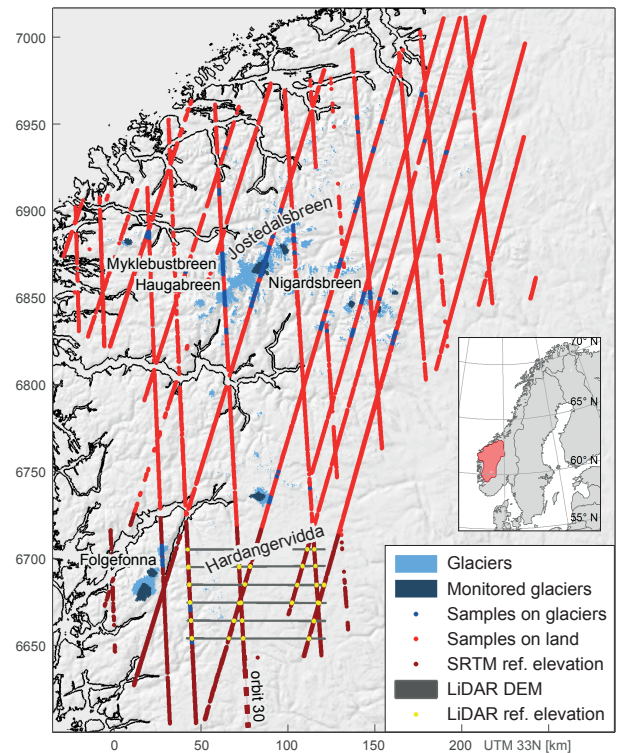 7000
6950
6900
6850
6800
6750
6700
6650
Jostedalsbreen
Myklebustbreen
Haugabreen
Nigardsbreen
Folgefonna
Hardangervidda
orbit 30
70° N
65° N
60° N
55° N
Glaciers
Monitored glaciers
Samples on glaciers
Samples on land
SRTM ref. elevation
LiDAR DEM
LiDAR ref. elevation
0 50 100 150 200 UTM 33N [km]